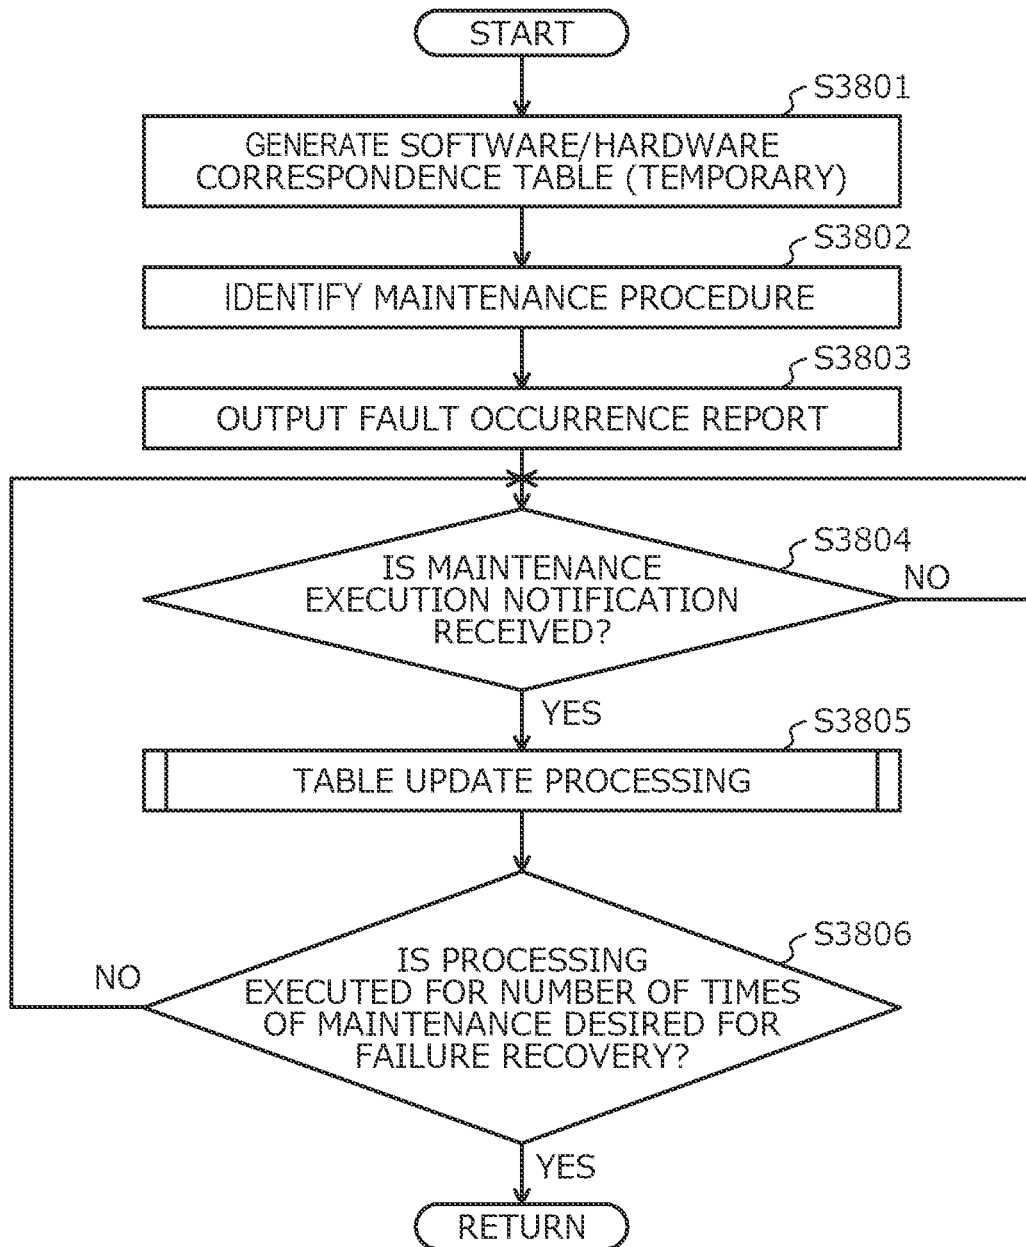 START
S3801
GENERATE SOFTWARE/HARDWARE
CORRESPONDENCE TABLE (TEMPORARY)
S3802
IDENTIFY MAINTENANCE PROCEDURE
S3803
OUTPUT FAULT OCCURRENCE REPORT
S3804
IS MAINTENANCE
EXECUTION NOTIFICATION
RECEIVED?
NO
YES
S3805
TABLE UPDATE PROCESSING
S3806
IS PROCESSING
EXECUTED FOR NUMBER OF TIMES
OF MAINTENANCE DESIRED FOR
FAILURE RECOVERY?
NO
YES
RETURN